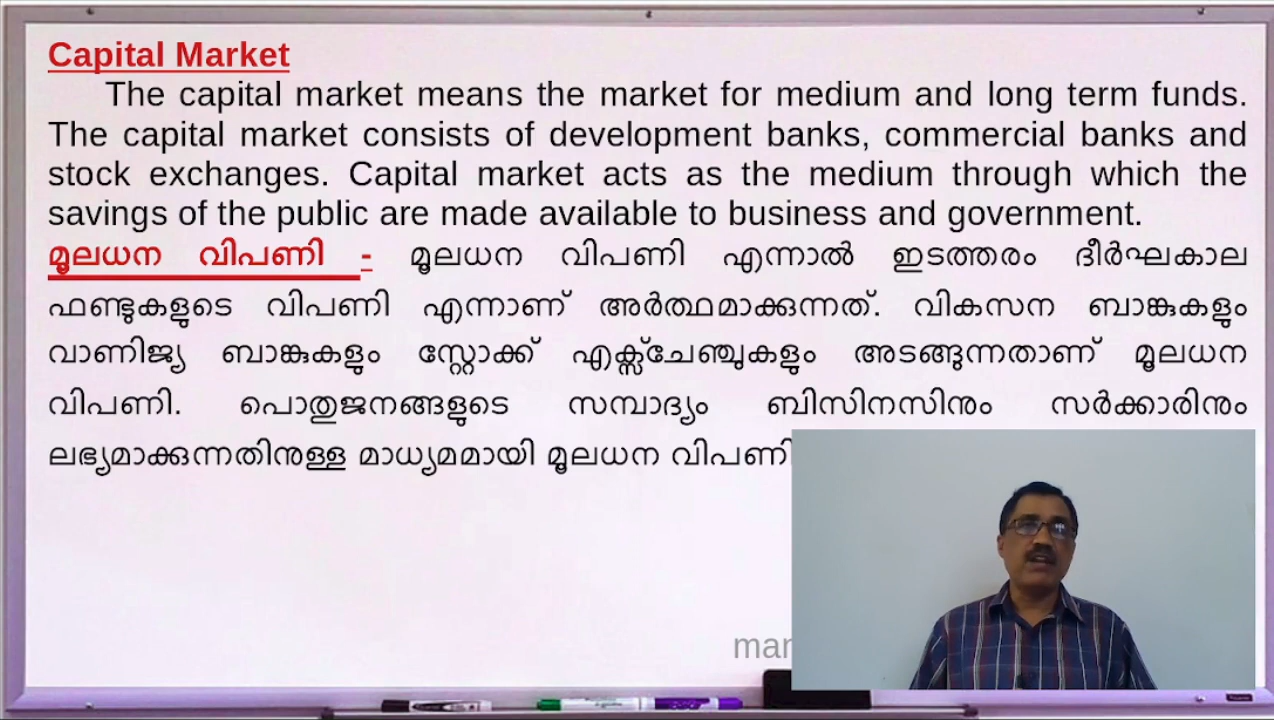 Capital Market
The capital market means the market for medium and long term funds.
The capital market consists of development banks, commercial banks and
stock exchanges. Capital market acts as the medium through which the
savings of the public are made available to business and government.
മൂലധന വിപണി - മൂലധന വിപണി എന്നാൽ ഇടത്തരം ദീർഘകാല
ഫണ്ടുകളുടെ വിപണി എന്നാണ് അർത്ഥമാക്കുന്നത്. വികസന ബാങ്കുകളും
വാണിജ്യ ബാങ്കുകളും സ്റ്റോക്ക് എക്സ്ചേഞ്ചുകളും അടങ്ങുന്നതാണ് മൂലധന
വിപണി. പൊതുജനങ്ങളുടെ സമ്പാദ്യം ബിസിനസിനും സർക്കാരിനും
ലഭ്യമാക്കുന്നതിനുള്ള മാധ്യമമായി മൂലധന വിപണി